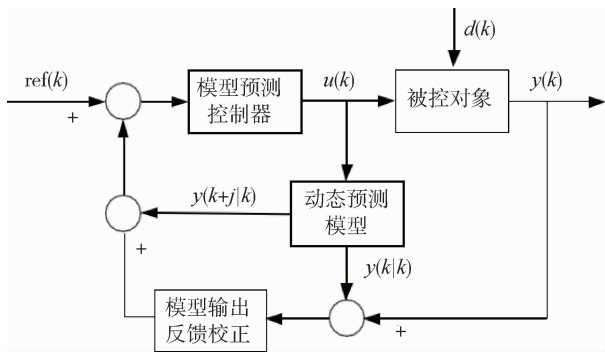 d(k)
ref(k)
+
模型预测
控制器
u(k)
被控对象
y(k)
y(k+j|k)
动态预测
模型
+
y(k|k)
模型输出
反馈校正
+